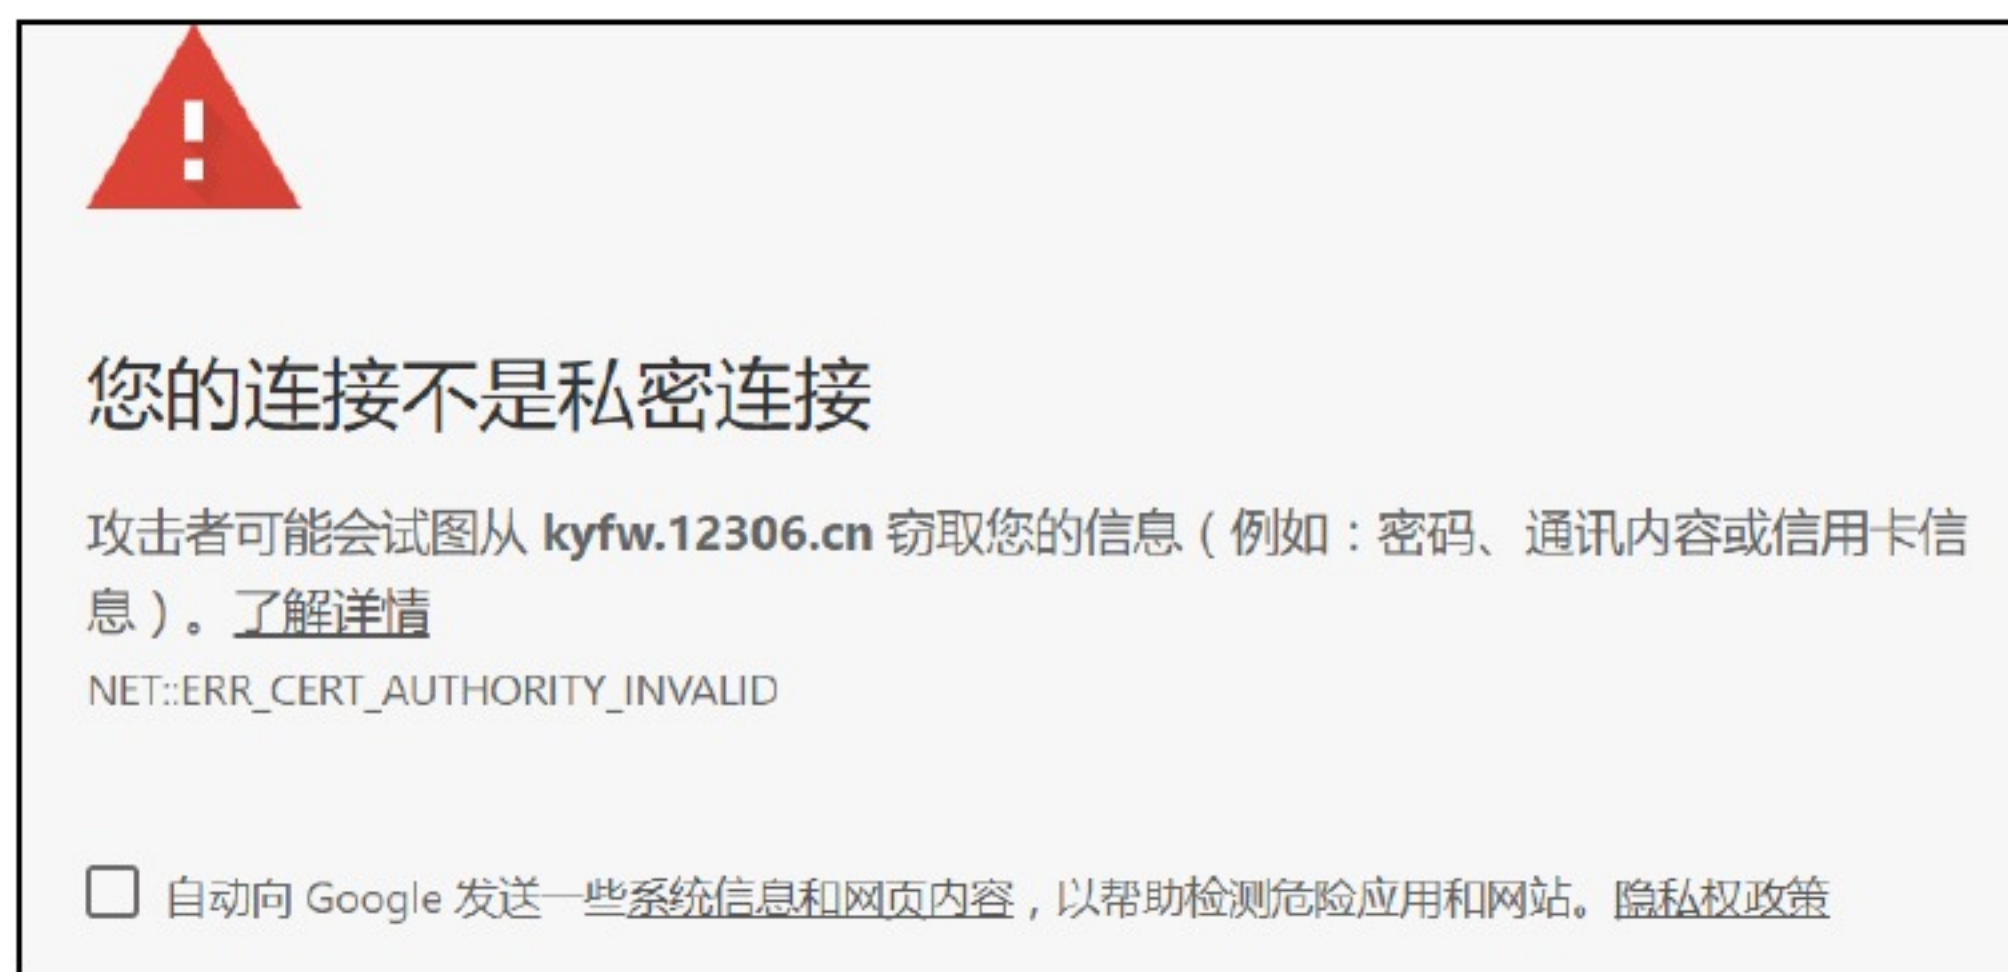 您的连接不是私密连接
攻击者可能会试图从 kyfw.12306.cn 窃取您的信息（例如：密码、通讯内容或信用卡信
息）。了解详情
NET::ERR_CERT_AUTHORITY_INVALID
自动向 Google 发送一些系统信息和网页内容，以帮助检测危险应用和网站。隐私权政策